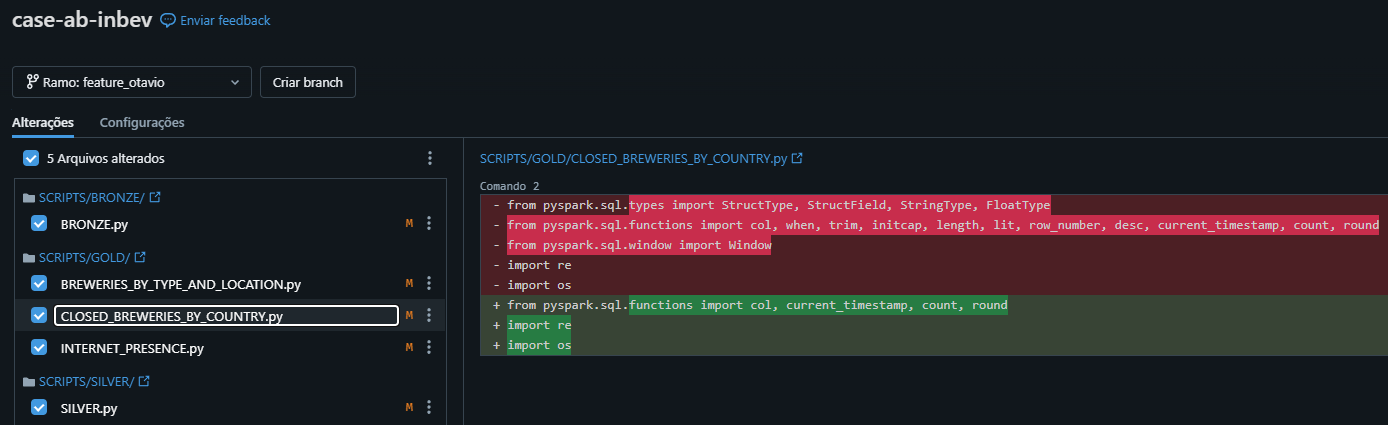 case-ab-inbev Enviar feedback
Ramo: feature_otavio
Criar branch
Alterações Configurações
5 Arquivos alterados
SCRIPTS/BRONZE/
BRONZE.py M
SCRIPTS/GOLD/
BREWERIES_BY_TYPE_AND_LOCATION.py M
CLOSED_BREWERIES_BY_COUNTRY.py M
INTERNET_PRESENCE.py M
SCRIPTS/SILVER/
SILVER.py M
SCRIPTS/GOLD/CLOSED_BREWERIES_BY_COUNTRY.py
Comando 2
- from pyspark.sql.types import StructType, StructField, StringType, FloatType
- from pyspark.sql.functions import col, when, trim, initcap, length, lit, row_number, desc, current_timestamp, count, round
- from pyspark.sql.window import Window
- import re
- import os
+ from pyspark.sql.functions import col, current_timestamp, count, round
+ import re
+ import os